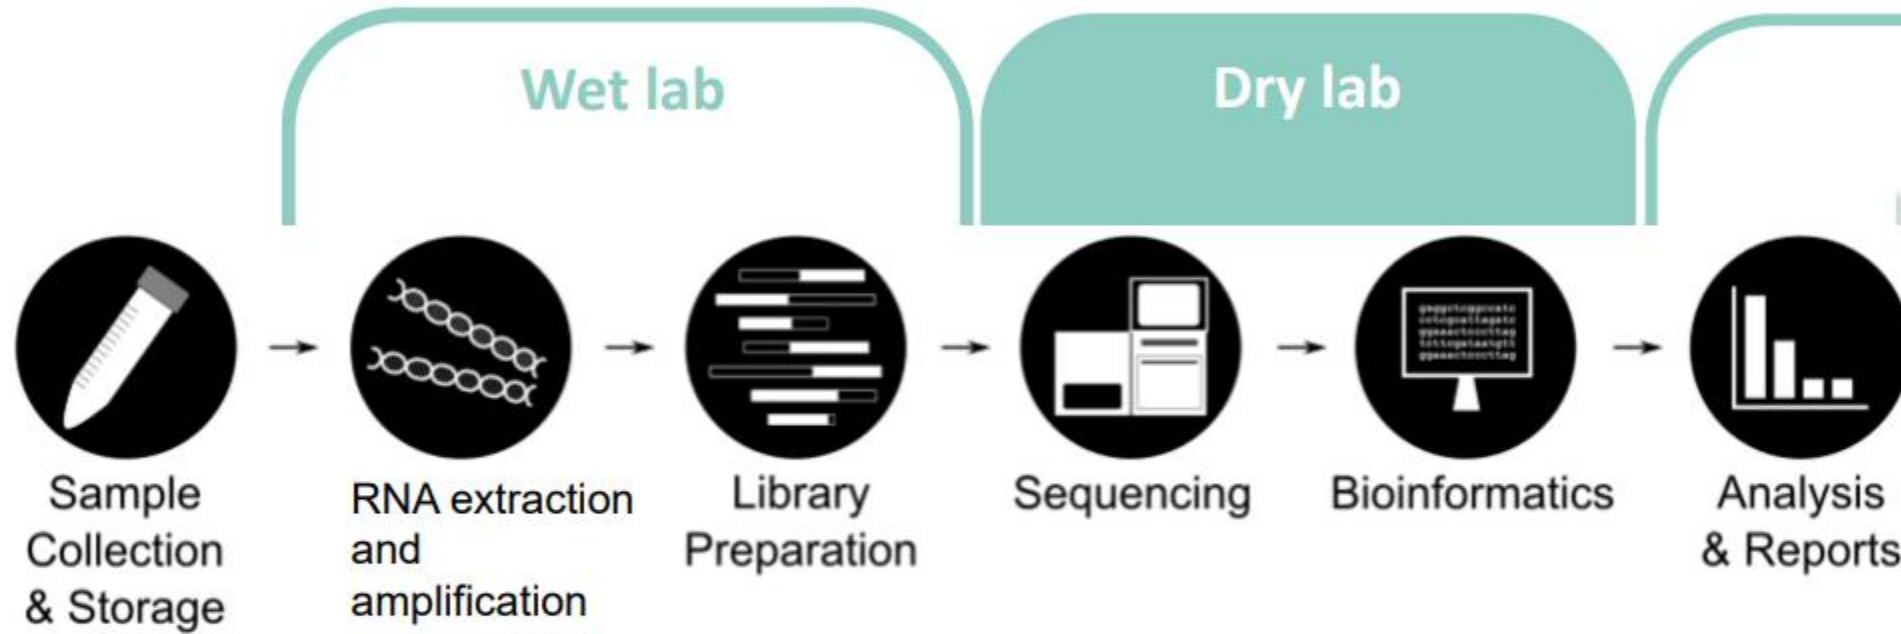 Wet lab
Dry lab
Sample
Collection
& Storage
RNA extraction
and
amplification
Library
Preparation
Sequencing
Bioinformatics
Analysis
& Reports